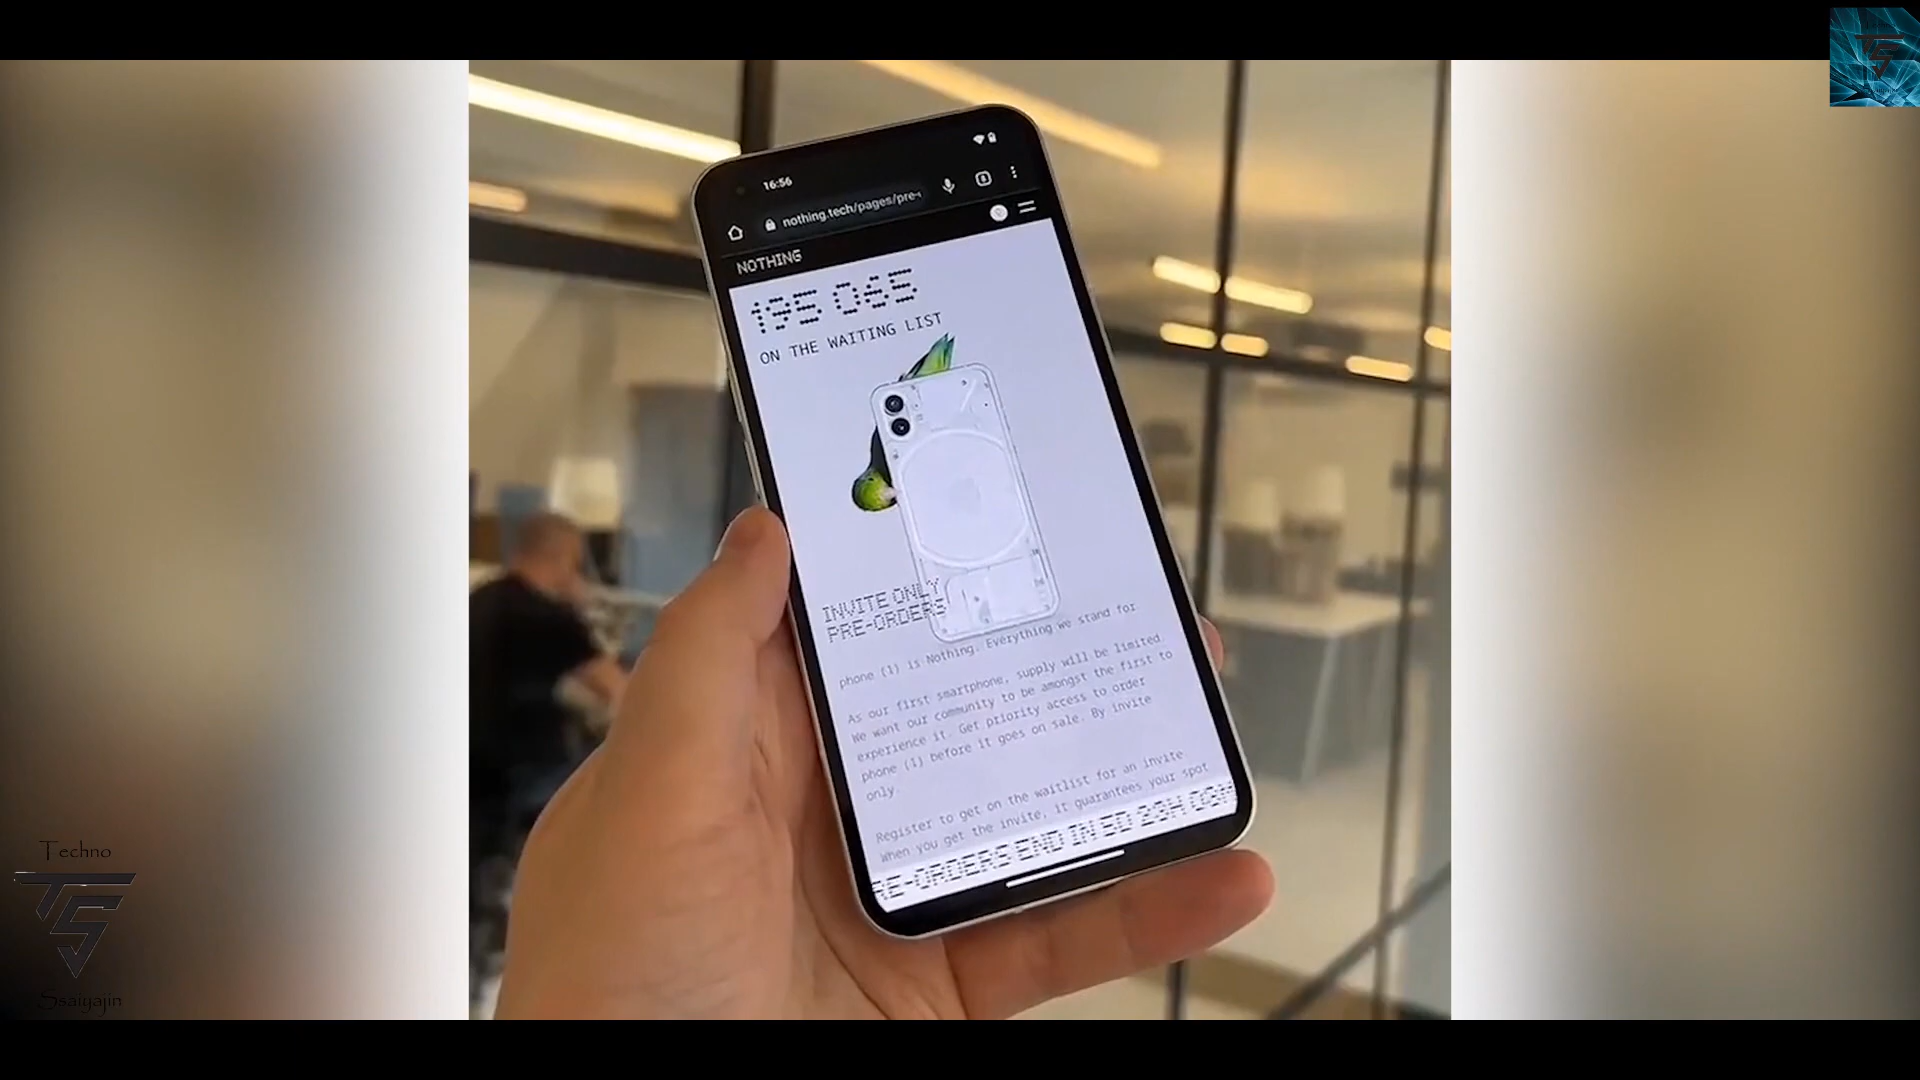 16:56
nothing.tech/pages/pre-
NOTHING
195 065
ON THE WAITING LIST
INVITE ONLY
PRE-ORDERS
phone (1) is Nothing. Everything we stand for
As our first smartphone, supply will be limited.
We want our community to be amongst the first to
experience it. Get priority access to order
phone (1) before it goes on sale. By invite
only.
Register to get on the waitlist for an invite
When you get the invite, it guarantees your spot
RE-ORDERS END IN 5D 23H 03M
Techno
TS
Ssaiyajin